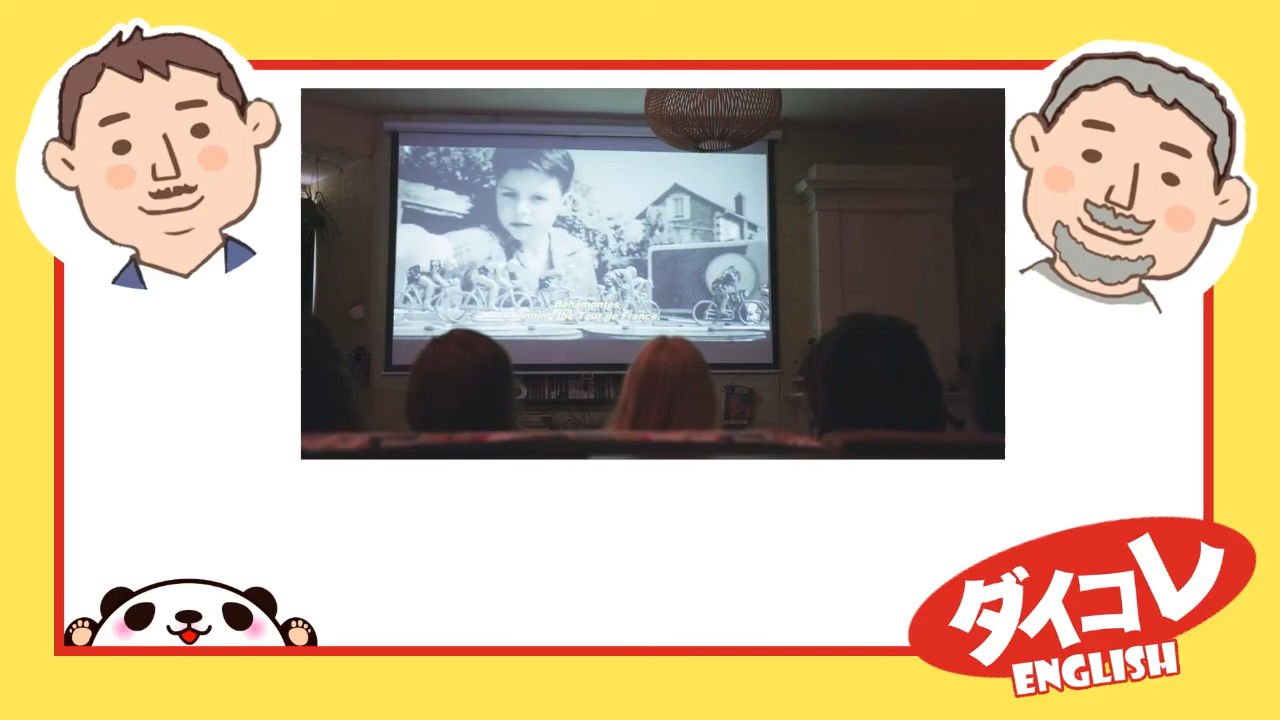 Bahamontes,
winning the Tour de France.
ダイコレ
ENGLISH